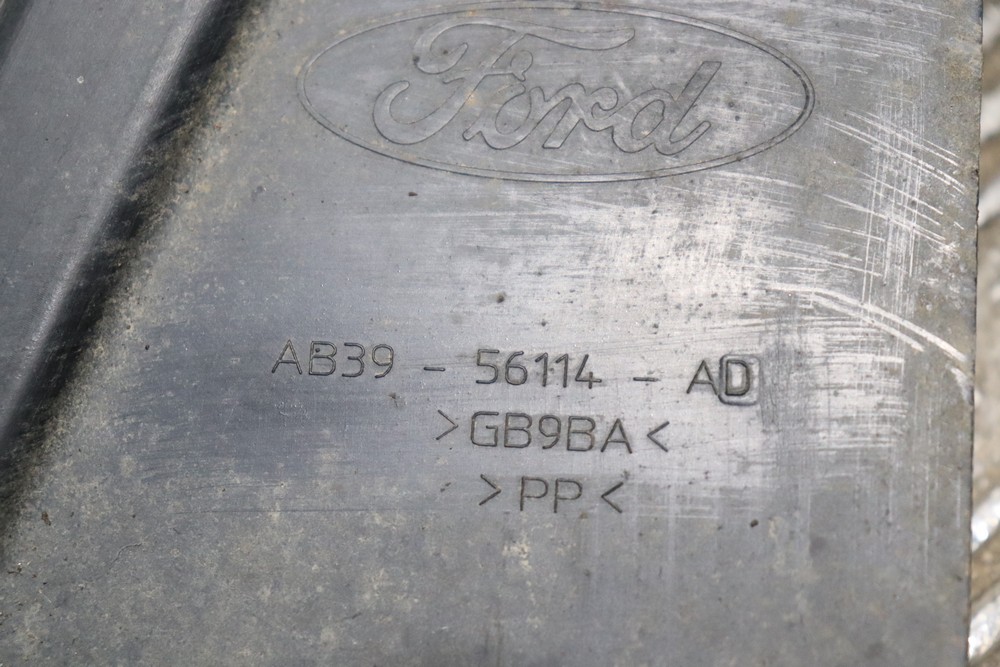 Ford
AB39 - 56114 - AD
>GB9BA<
>PP<